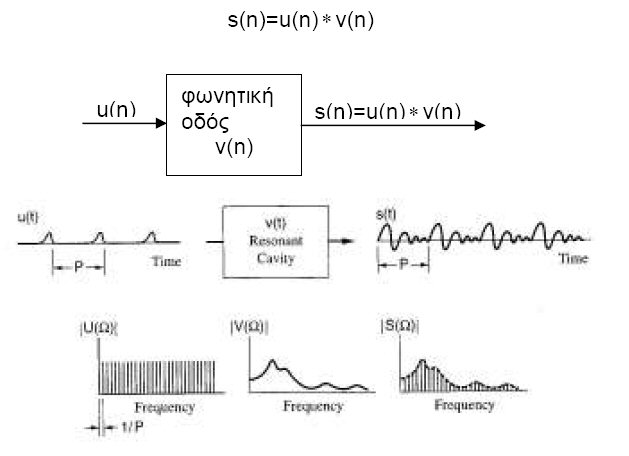 s(n)=u(n)*v(n)
u(n)
φωνητική
οδός
v(n)
s(n)=u(n)*v(n)
u(t)
P
Time
v(t)
Resonant
Cavity
s(t)
P
Time
|U(Ω)|
Frequency
1/P
|V(Ω)|
Frequency
|S(Ω)|
Frequency